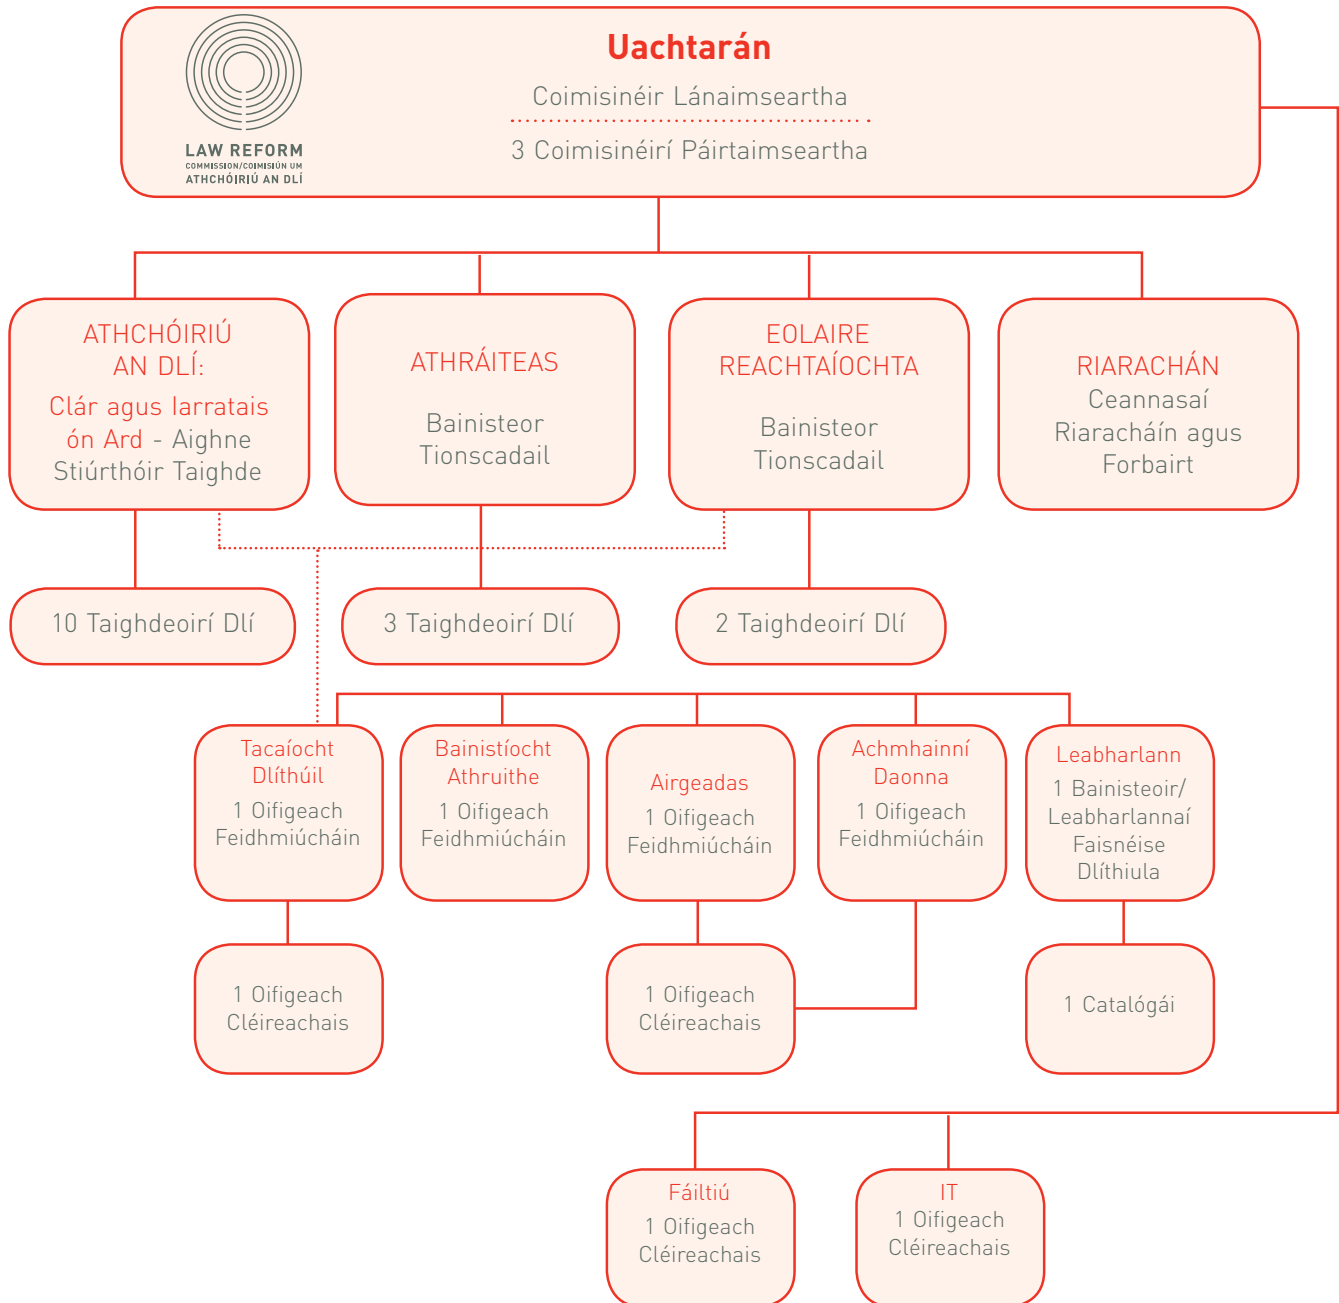 Uachtarán
Coimisinéir Lánaimseartha
3 Coimisinéirí Páirtaimseartha
LAW REFORM
COMMISSION/COIMISIÚN UM
ATHCHÓIRIÚ AN DLÍ
ATHCHÓIRIÚ
AN DLÍ:
Clár agus Iarratais
ón Ard - Aighne
Stiúrthóir Taighde
ATHRÁITEAS
Bainisteor
Tionscadail
EOLAIRE
REACHTAÍOCHTA
Bainisteor
Tionscadail
RIARACHÁN
Ceannasaí
Riaracháin agus
Forbairt
10 Taighdeoirí Dlí
3 Taighdeoirí Dlí
2 Taighdeoirí Dlí
Tacaíocht
Dlíthúil
1 Oifigeach
Feidhmiúcháin
Bainistíocht
Athruithe
1 Oifigeach
Feidhmiúcháin
Airgeadas
1 Oifigeach
Feidhmiúcháin
Achmhainní
Daonna
1 Oifigeach
Feidhmiúcháin
Leabharlann
1 Bainisteoir/
Leabharlannaí
Faisnéise
Dlíthiula
1 Oifigeach
Cléireachais
1 Oifigeach
Cléireachais
1 Catalógái
Fáiltiú
1 Oifigeach
Cléireachais
IT
1 Oifigeach
Cléireachais